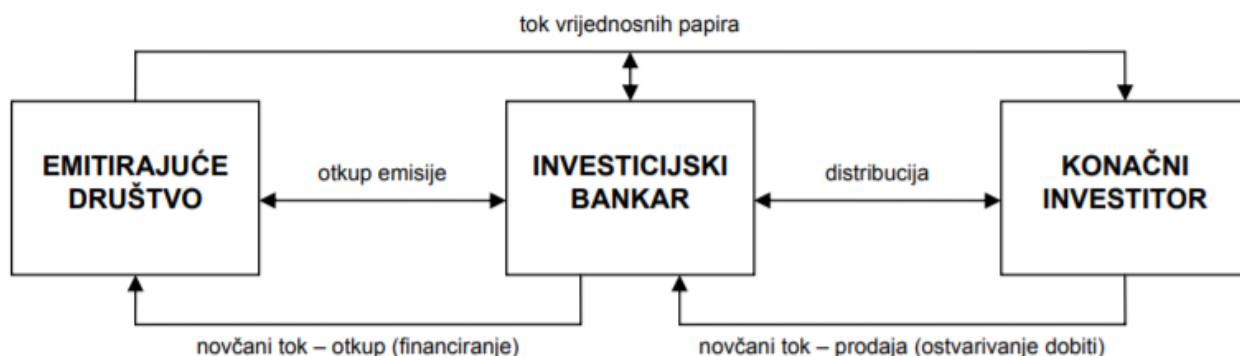 tok vrijednosnih papira
EMITIRAJUĆE
DRUŠTVO
otkup emisije
INVESTICIJSKI
BANKAR
distribucija
KONAČNI
INVESTITOR
novčani tok – otkup (financiranje)
novčani tok – prodaja (ostvarivanje dobiti)